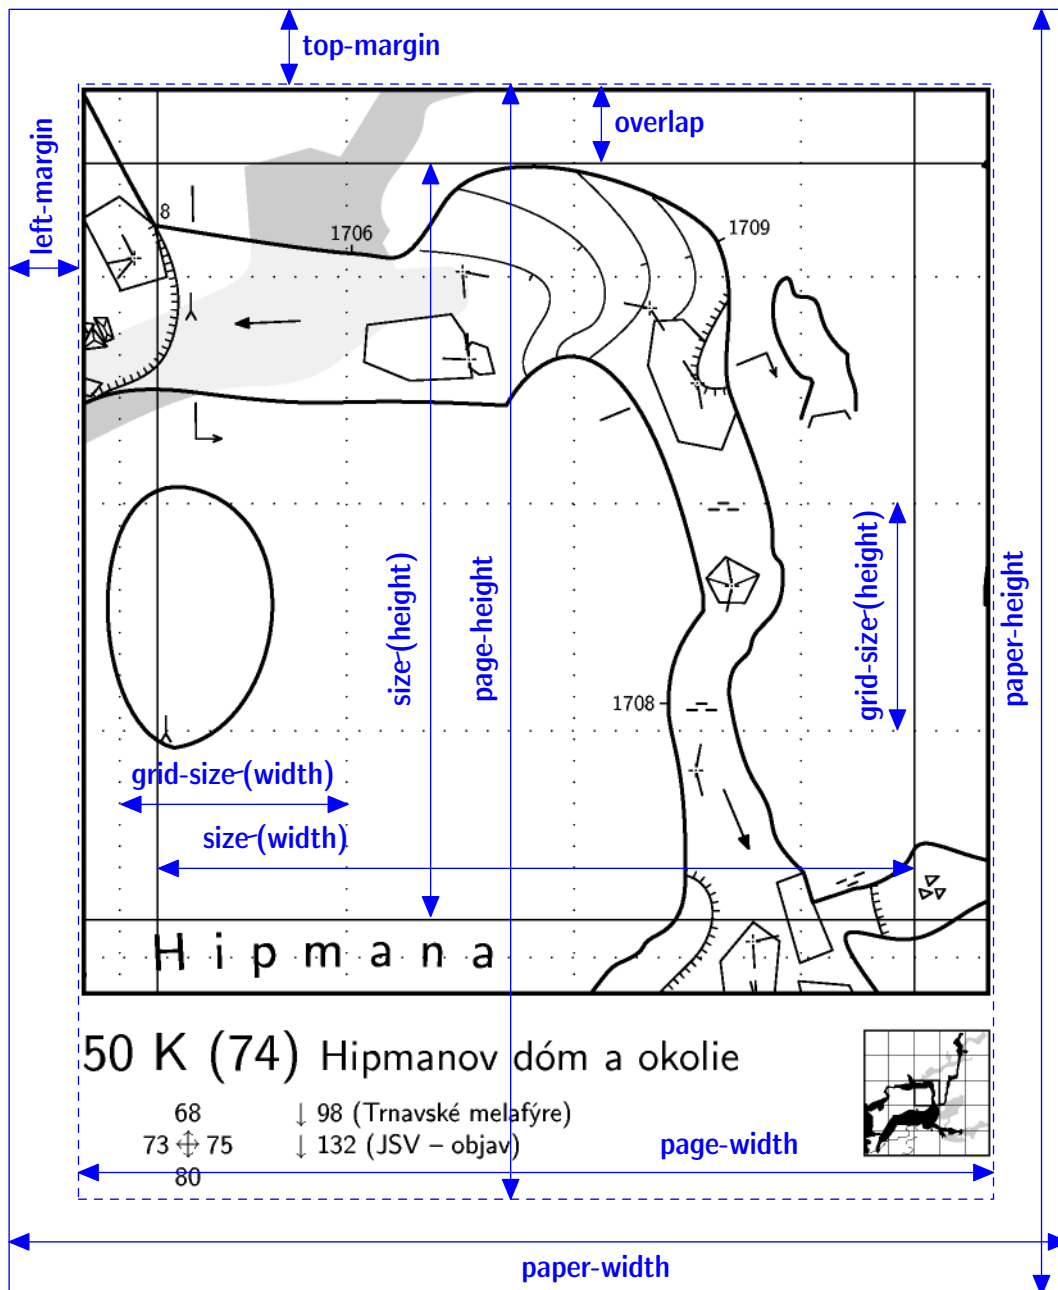 top-margin
overlap
left-margin
8
1706
1709
size (height)
page-height
grid-size (height)
paper-height
1708
grid-size (width)
size (width)
Hipmana
50 K (74) Hipmanov dóm a okolie
68
↓ 98 (Trnavské melafýre)
73 75
↓ 132 (JSV – objav)
page-width
80
paper-width